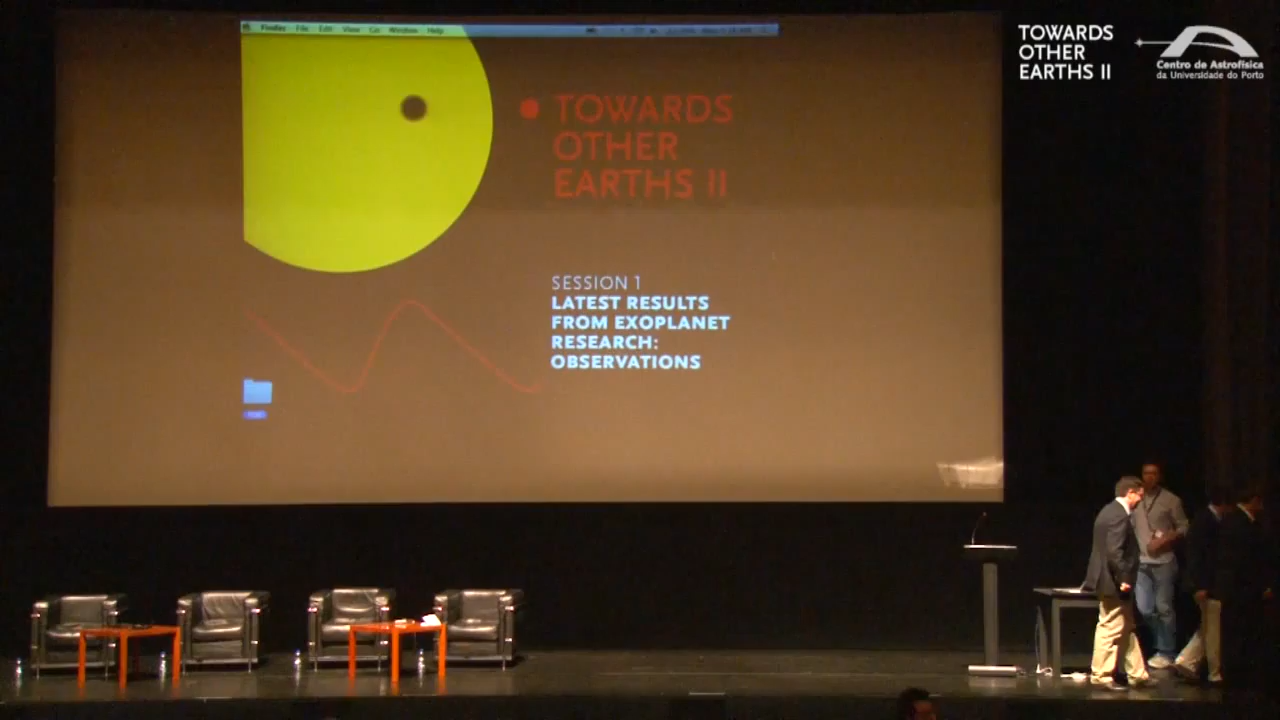 Finder File Edit View Go Window Help
TOWARDS
OTHER
EARTHS II
SESSION 1
LATEST RESULTS
FROM EXOPLANET
RESEARCH:
OBSERVATIONS
TOWARDS
OTHER
EARTHS II
Centro de Astrofísica
da Universidade do Porto